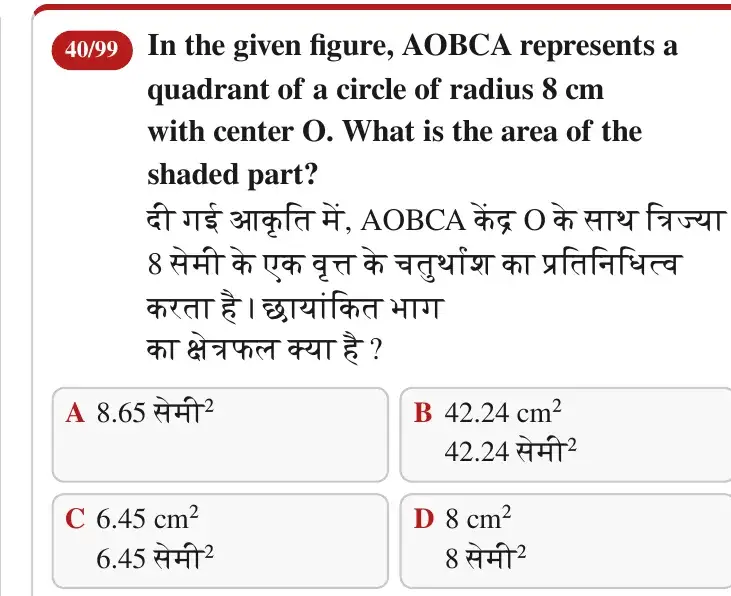 40/99 In the given figure, AOBCA represents a
quadrant of a circle of radius 8 cm
with center O. What is the area of the
shaded part?
दी गई आकृति में, AOBCA केंद्र O के साथ त्रिज्या
8 सेमी के एक वृत्त के चतुर्थांश का प्रतिनिधित्व
करता है। छायांकित भाग
का क्षेत्रफल क्या है ?
A 8.65 सेमी²
B 42.24 cm²
42.24 सेमी²
C 6.45 cm²
6.45 सेमी²
D 8 cm²
8 सेमी²